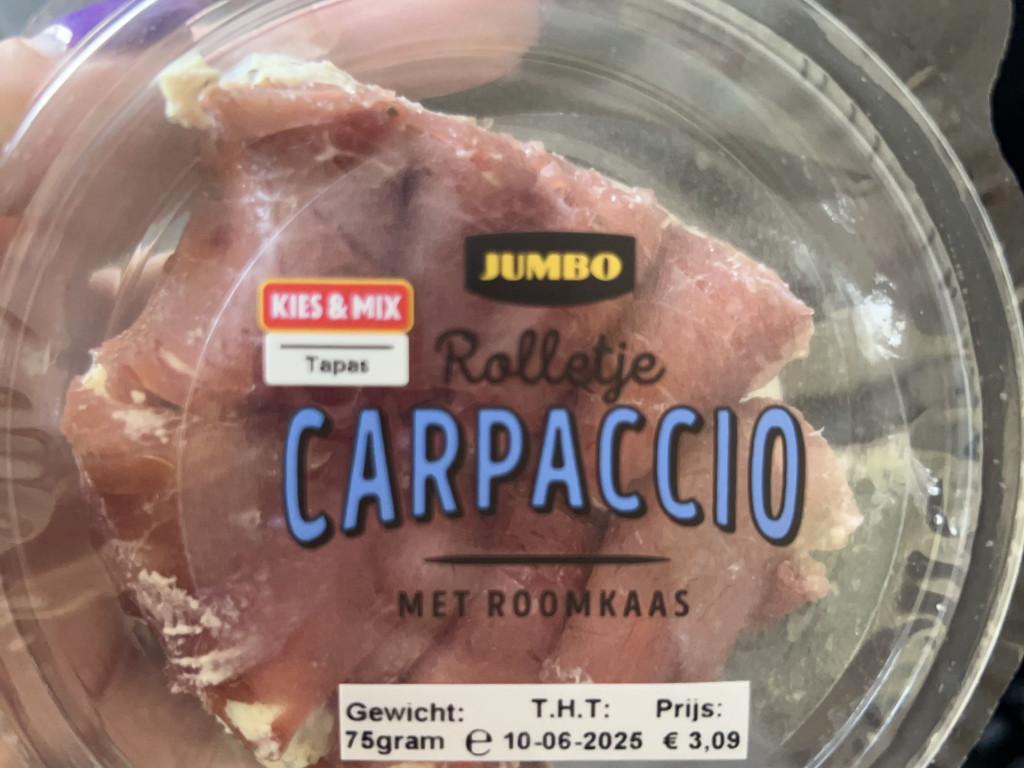 JUMBO
KIES & MIX
Tapas
Rolletje
CARPACCIO
MET ROOMKAAS
Gewicht: T.H.T: Prijs:
75gram ℮ 10-06-2025 € 3,09